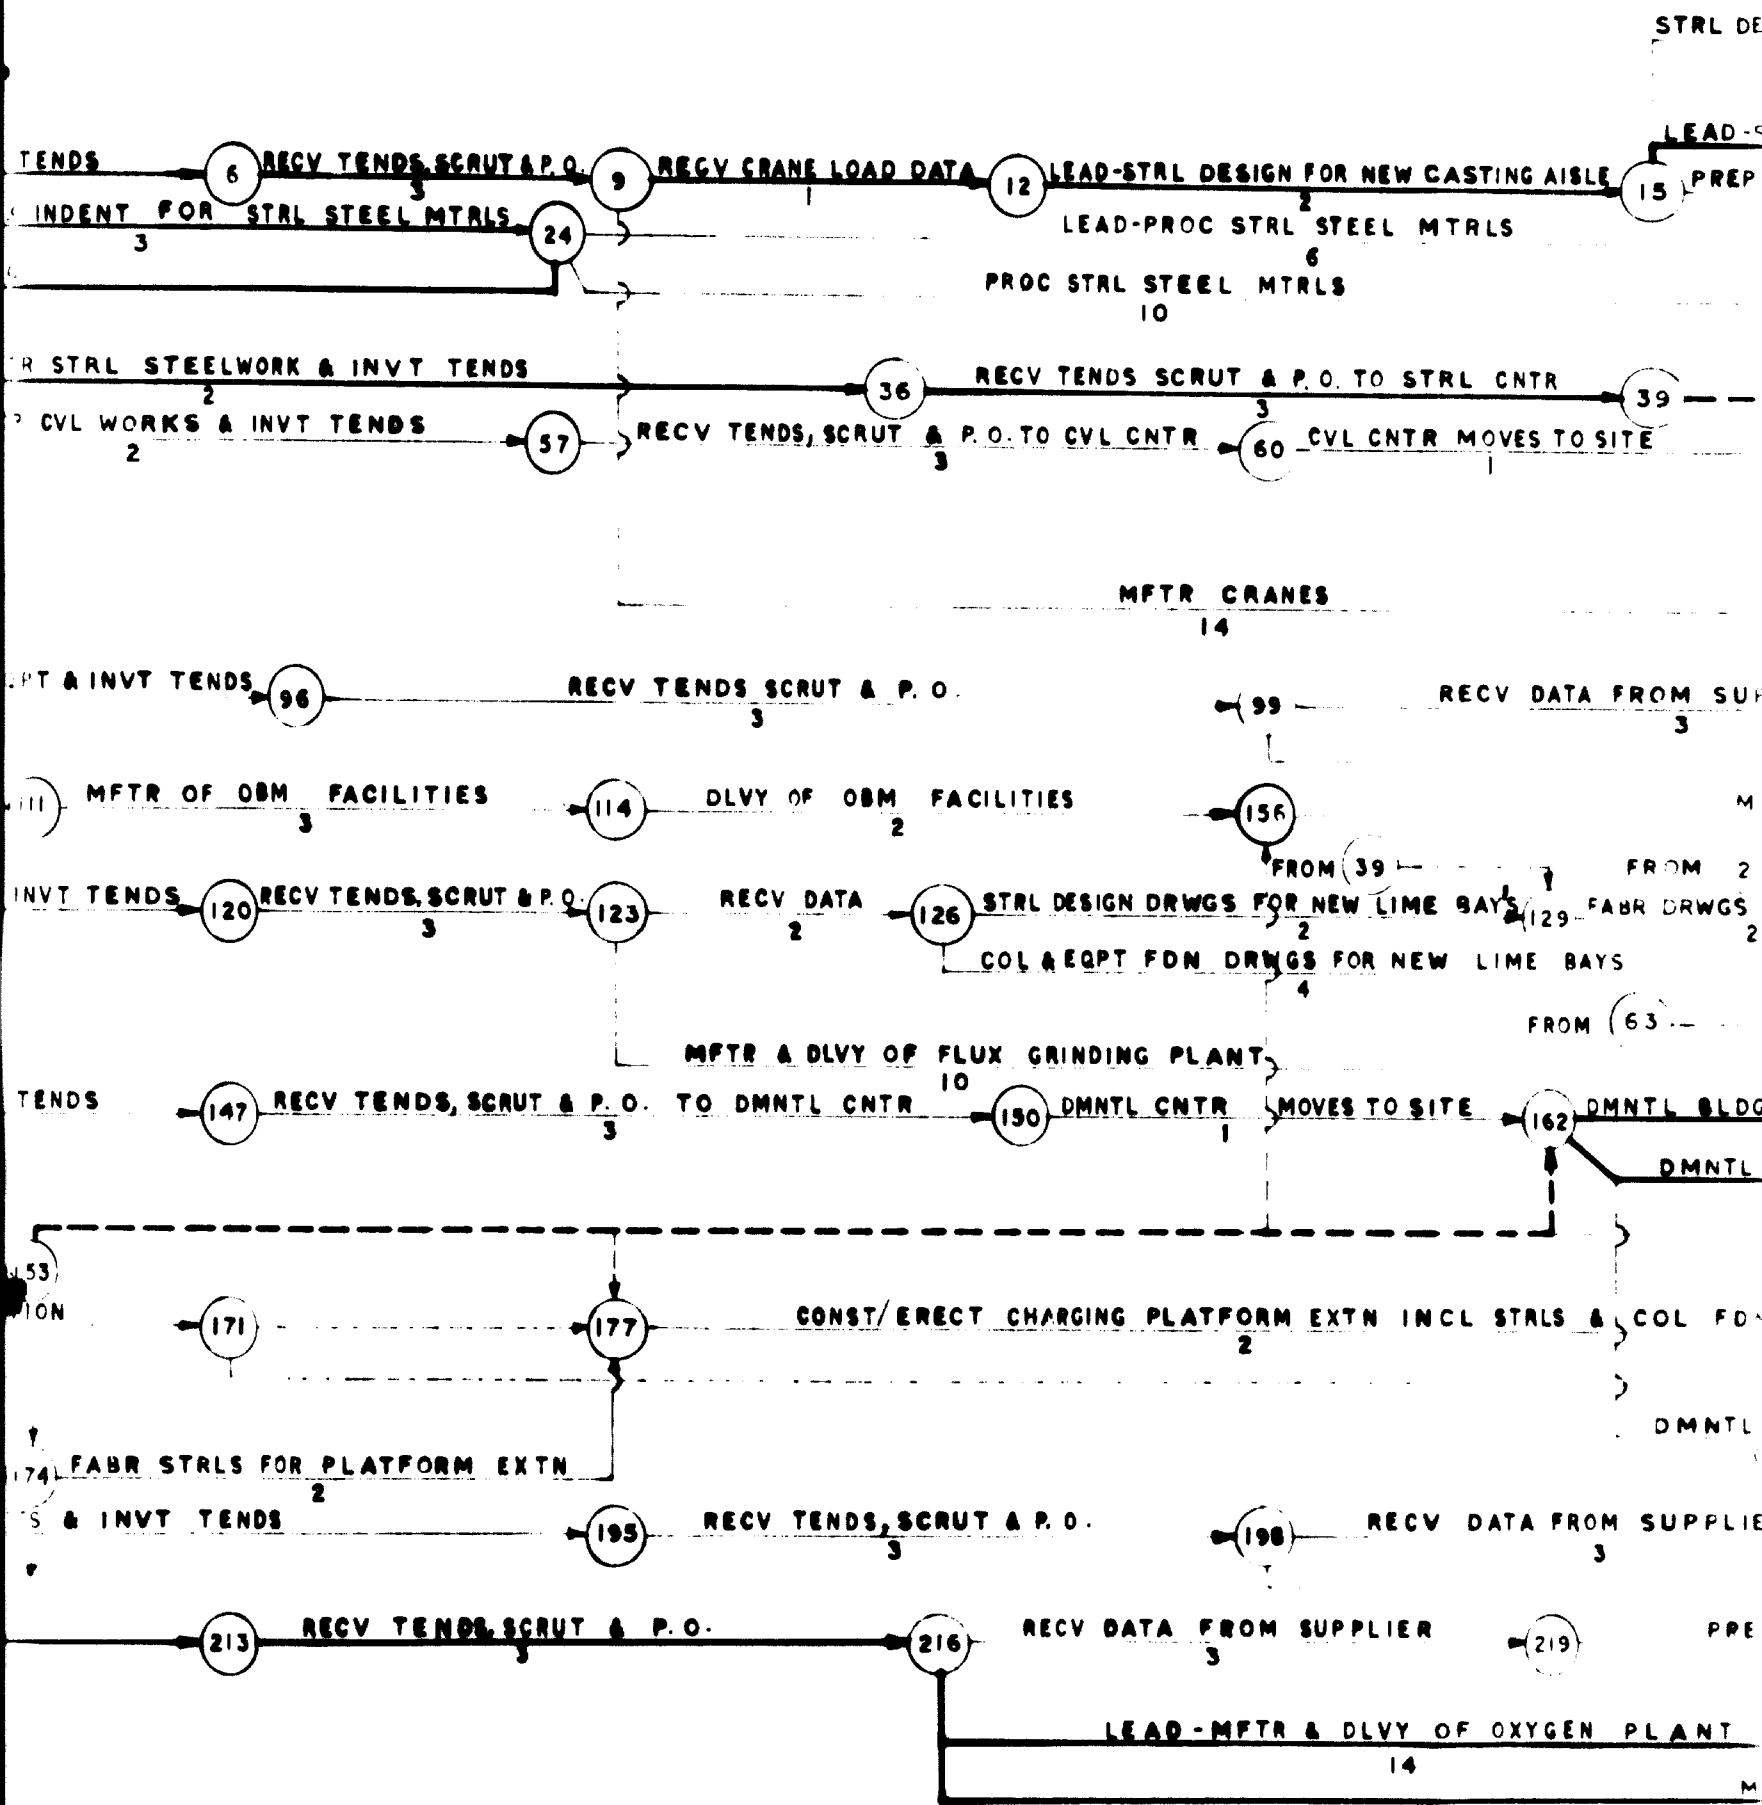 STRL DE
LEAD-S
TENDS 6 RECV TENDS, SCRUT & P.O. 9 RECV CRANE LOAD DATA 12 LEAD-STRL DESIGN FOR NEW CASTING AISLE 15 PREP
3 1 2
INDENT FOR STRL STEEL MTRLS 24 LEAD-PROC STRL STEEL MTRLS
3 6
PROC STRL STEEL MTRLS
10
R STRL STEELWORK & INVT TENDS 36 RECV TENDS SCRUT & P.O. TO STRL CNTR 39
2 3
CVL WORKS & INVT TENDS 57 RECV TENDS, SCRUT & P.O. TO CVL CNTR 60 CVL CNTR MOVES TO SITE
2 3 1
MFTR CRANES
14
PT & INVT TENDS 96 RECV TENDS SCRUT & P.O. 99 RECV DATA FROM SUP
3 3
111 MFTR OF OBM FACILITIES 114 DLVY OF OBM FACILITIES 156 M
3 2
FROM 39 FROM 2
INVT TENDS 120 RECV TENDS, SCRUT & P.O. 123 RECV DATA 126 STRL DESIGN DRWGS FOR NEW LIME BAYS 129 FABR DRWGS
3 2 2 2
COL & EQPT FDN DRWGS FOR NEW LIME BAYS
4
FROM 63
MFTR & DLVY OF FLUX GRINDING PLANT
10
TENDS 147 RECV TENDS, SCRUT & P.O. TO DMNTL CNTR 150 DMNTL CNTR MOVES TO SITE 162 DMNTL BLDG
3 1
DMNTL
153
ION 171 177 CONST/ERECT CHARGING PLATFORM EXTN INCL STRLS & COL FD
2
DMNTL
174 FABR STRLS FOR PLATFORM EXTN
2
S & INVT TENDS 195 RECV TENDS, SCRUT & P.O. 198 RECV DATA FROM SUPPLIE
3 3
213 RECV TENDS, SCRUT & P.O. 216 RECV DATA FROM SUPPLIER 219 PRE
3 3
LEAD-MFTR & DLVY OF OXYGEN PLANT
14
M